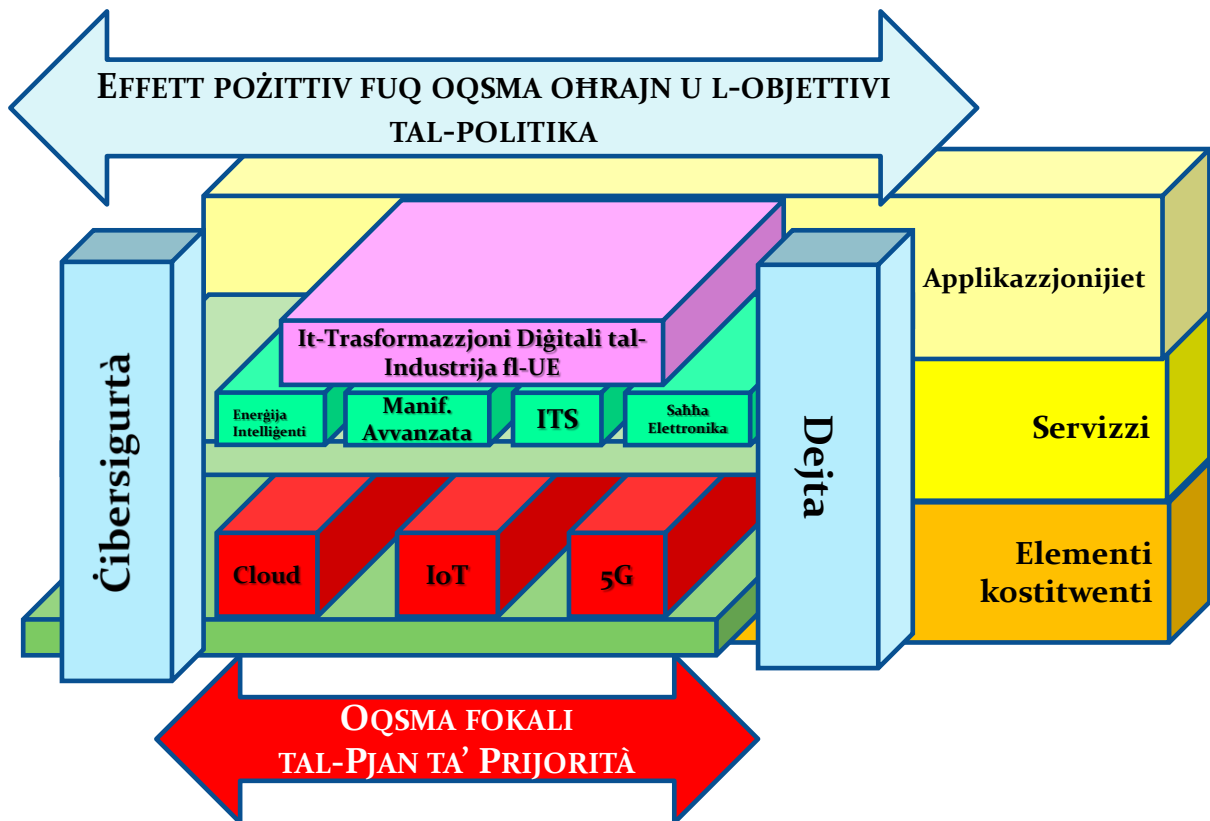 EFFETT POŻITTIV FUQ OQSMA OĦRAJN U L-OBJETTIVI
TAL-POLITIKA
Applikazzjonijiet
It-Trasformazzjoni Diġitali tal-
Industrija fl-UE
Enerġija
Intelliġenti
Manif.
Avvanzata
ITS
Saħħa
Elettronika
Servizzi
Ċibersigurtà
Dejta
Cloud
IoT
5G
Elementi
kostitwenti
OQSMA FOKALI
TAL-PJAN TA’ PRIJORITÀ